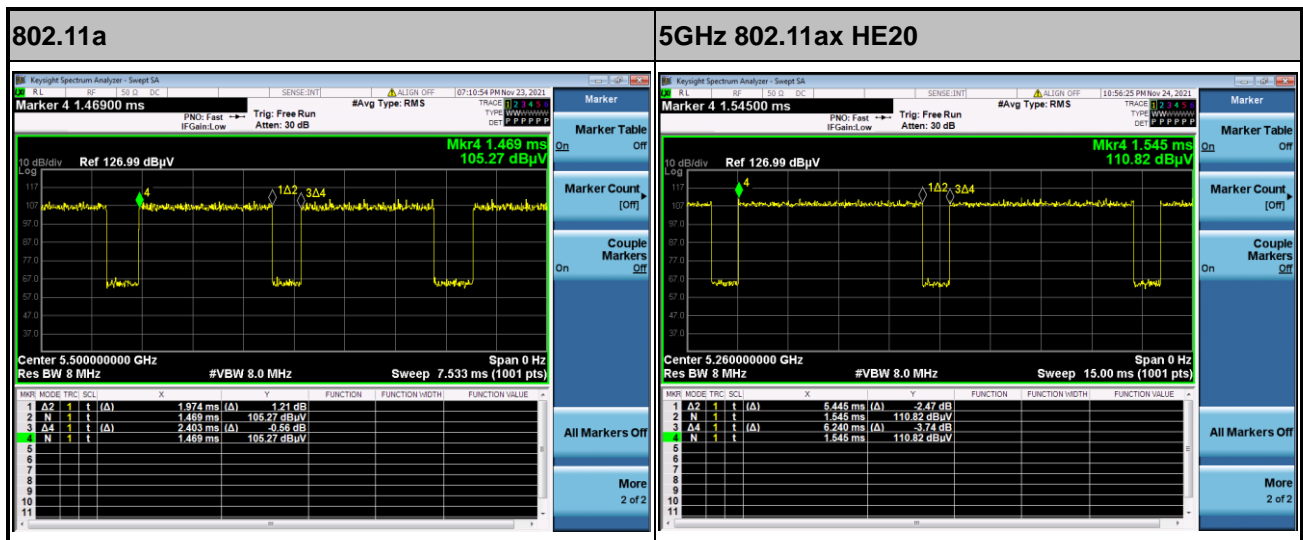 802.11a
Keysight Spectrum Analyzer - Swept SA
RL RF 50 Ω DC SENSE:INT ALIGN OFF 07:10:54 PM Nov 23, 2021
Marker 4 1.46900 ms
PNO: Fast
IFGain:Low
Trig: Free Run
Atten: 30 dB
#Avg Type: RMS
TRACE 1 2 3 4 5 6
TYPE WWWWWW
DET P P P P P P
Mkr4 1.469 ms
105.27 dBµV
10 dB/div Ref 126.99 dBµV
Log
117
107
97.0
87.0
77.0
67.0
57.0
47.0
37.0
4
1Δ2
3Δ4
Center 5.500000000 GHz Span 0 Hz
Res BW 8 MHz #VBW 8.0 MHz Sweep 7.533 ms (1001 pts)
MKR MODE TRC SCL X Y FUNCTION FUNCTION WIDTH FUNCTION VALUE
1 Δ2 1 t (Δ) 1.974 ms (Δ) 1.21 dB
2 N 1 t 1.469 ms 105.27 dBµV
3 Δ4 1 t (Δ) 2.403 ms (Δ) -0.56 dB
4 N 1 t 1.469 ms 105.27 dBµV
5
6
7
8
9
10
11
Marker
Marker Table
On Off
Marker Count
[Off]
Couple
Markers
On Off
All Markers Off
More
2 of 2
5GHz 802.11ax HE20
Keysight Spectrum Analyzer - Swept SA
RL RF 50 Ω DC SENSE:INT ALIGN OFF 10:56:25 PM Nov 24, 2021
Marker 4 1.54500 ms
PNO: Fast
IFGain:Low
Trig: Free Run
Atten: 30 dB
#Avg Type: RMS
TRACE 1 2 3 4 5 6
TYPE WWWWWW
DET P P P P P P
Mkr4 1.545 ms
110.82 dBµV
10 dB/div Ref 126.99 dBµV
Log
117
107
97.0
87.0
77.0
67.0
57.0
47.0
37.0
4
1Δ2
3Δ4
Center 5.260000000 GHz Span 0 Hz
Res BW 8 MHz #VBW 8.0 MHz Sweep 15.00 ms (1001 pts)
MKR MODE TRC SCL X Y FUNCTION FUNCTION WIDTH FUNCTION VALUE
1 Δ2 1 t (Δ) 5.445 ms (Δ) -2.47 dB
2 N 1 t 1.545 ms 110.82 dBµV
3 Δ4 1 t (Δ) 6.240 ms (Δ) -3.74 dB
4 N 1 t 1.545 ms 110.82 dBµV
5
6
7
8
9
10
11
Marker
Marker Table
On Off
Marker Count
[Off]
Couple
Markers
On Off
All Markers Off
More
2 of 2